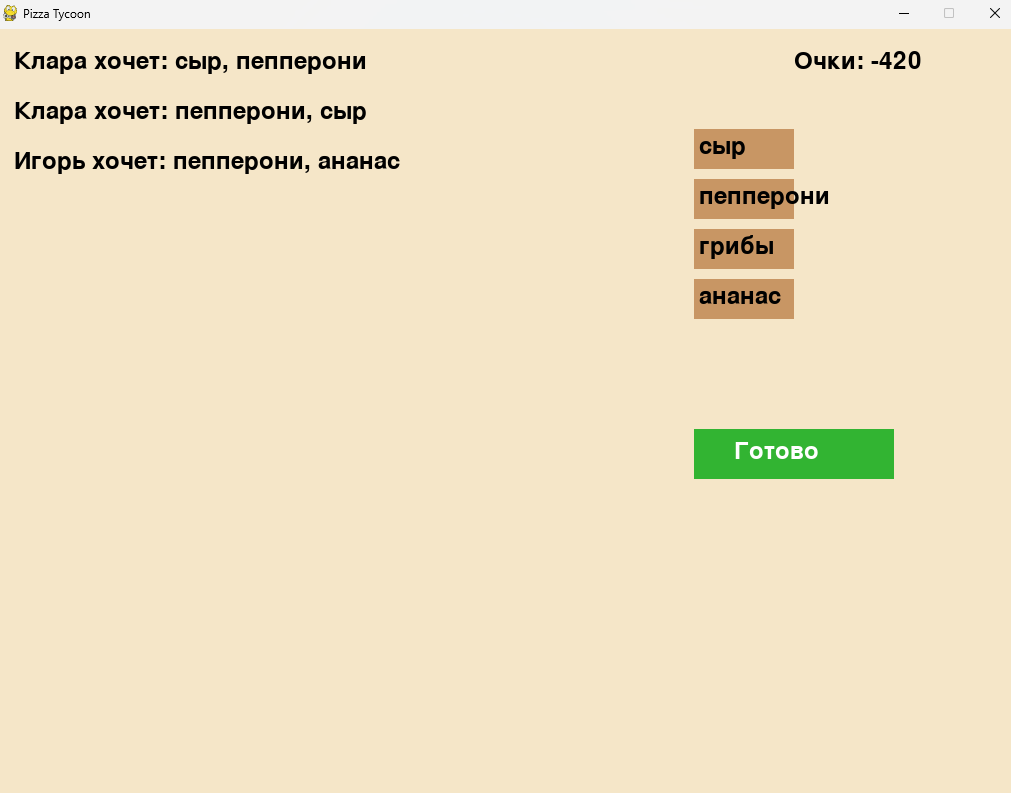 Pizza Tycoon
Клара хочет: сыр, пепперони
Очки: -420
Клара хочет: пепперони, сыр
Игорь хочет: пепперони, ананас
сыр
пепперони
грибы
ананас
Готово